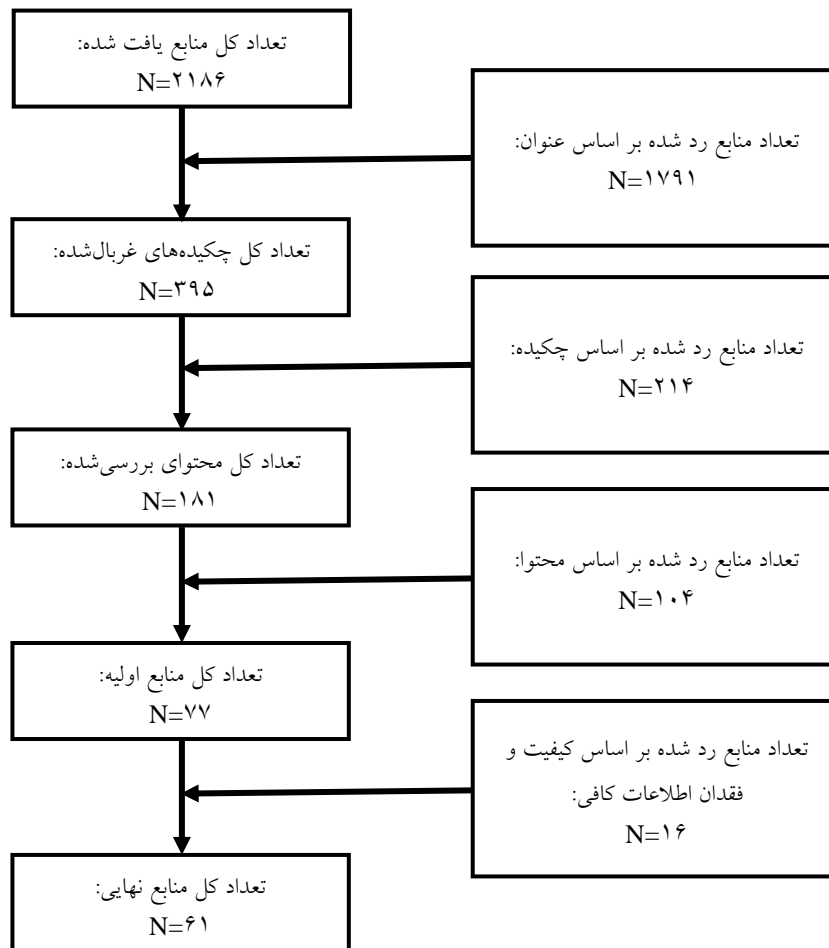 تعداد کل منابع یافت شده:
N=۲۱۸۶
تعداد منابع رد شده بر اساس عنوان:
N=۱۷۹۱
تعداد کل چکیده‌های غربال‌شده:
N=۳۹۵
تعداد منابع رد شده بر اساس چکیده:
N=۲۱۴
تعداد کل محتوای بررسی‌شده:
N=۱۸۱
تعداد منابع رد شده بر اساس محتوا:
N=۱۰۴
تعداد کل منابع اولیه:
N=۷۷
تعداد منابع رد شده بر اساس کیفیت و
فقدان اطلاعات کافی:
N=۱۶
تعداد کل منابع نهایی:
N=۶۱